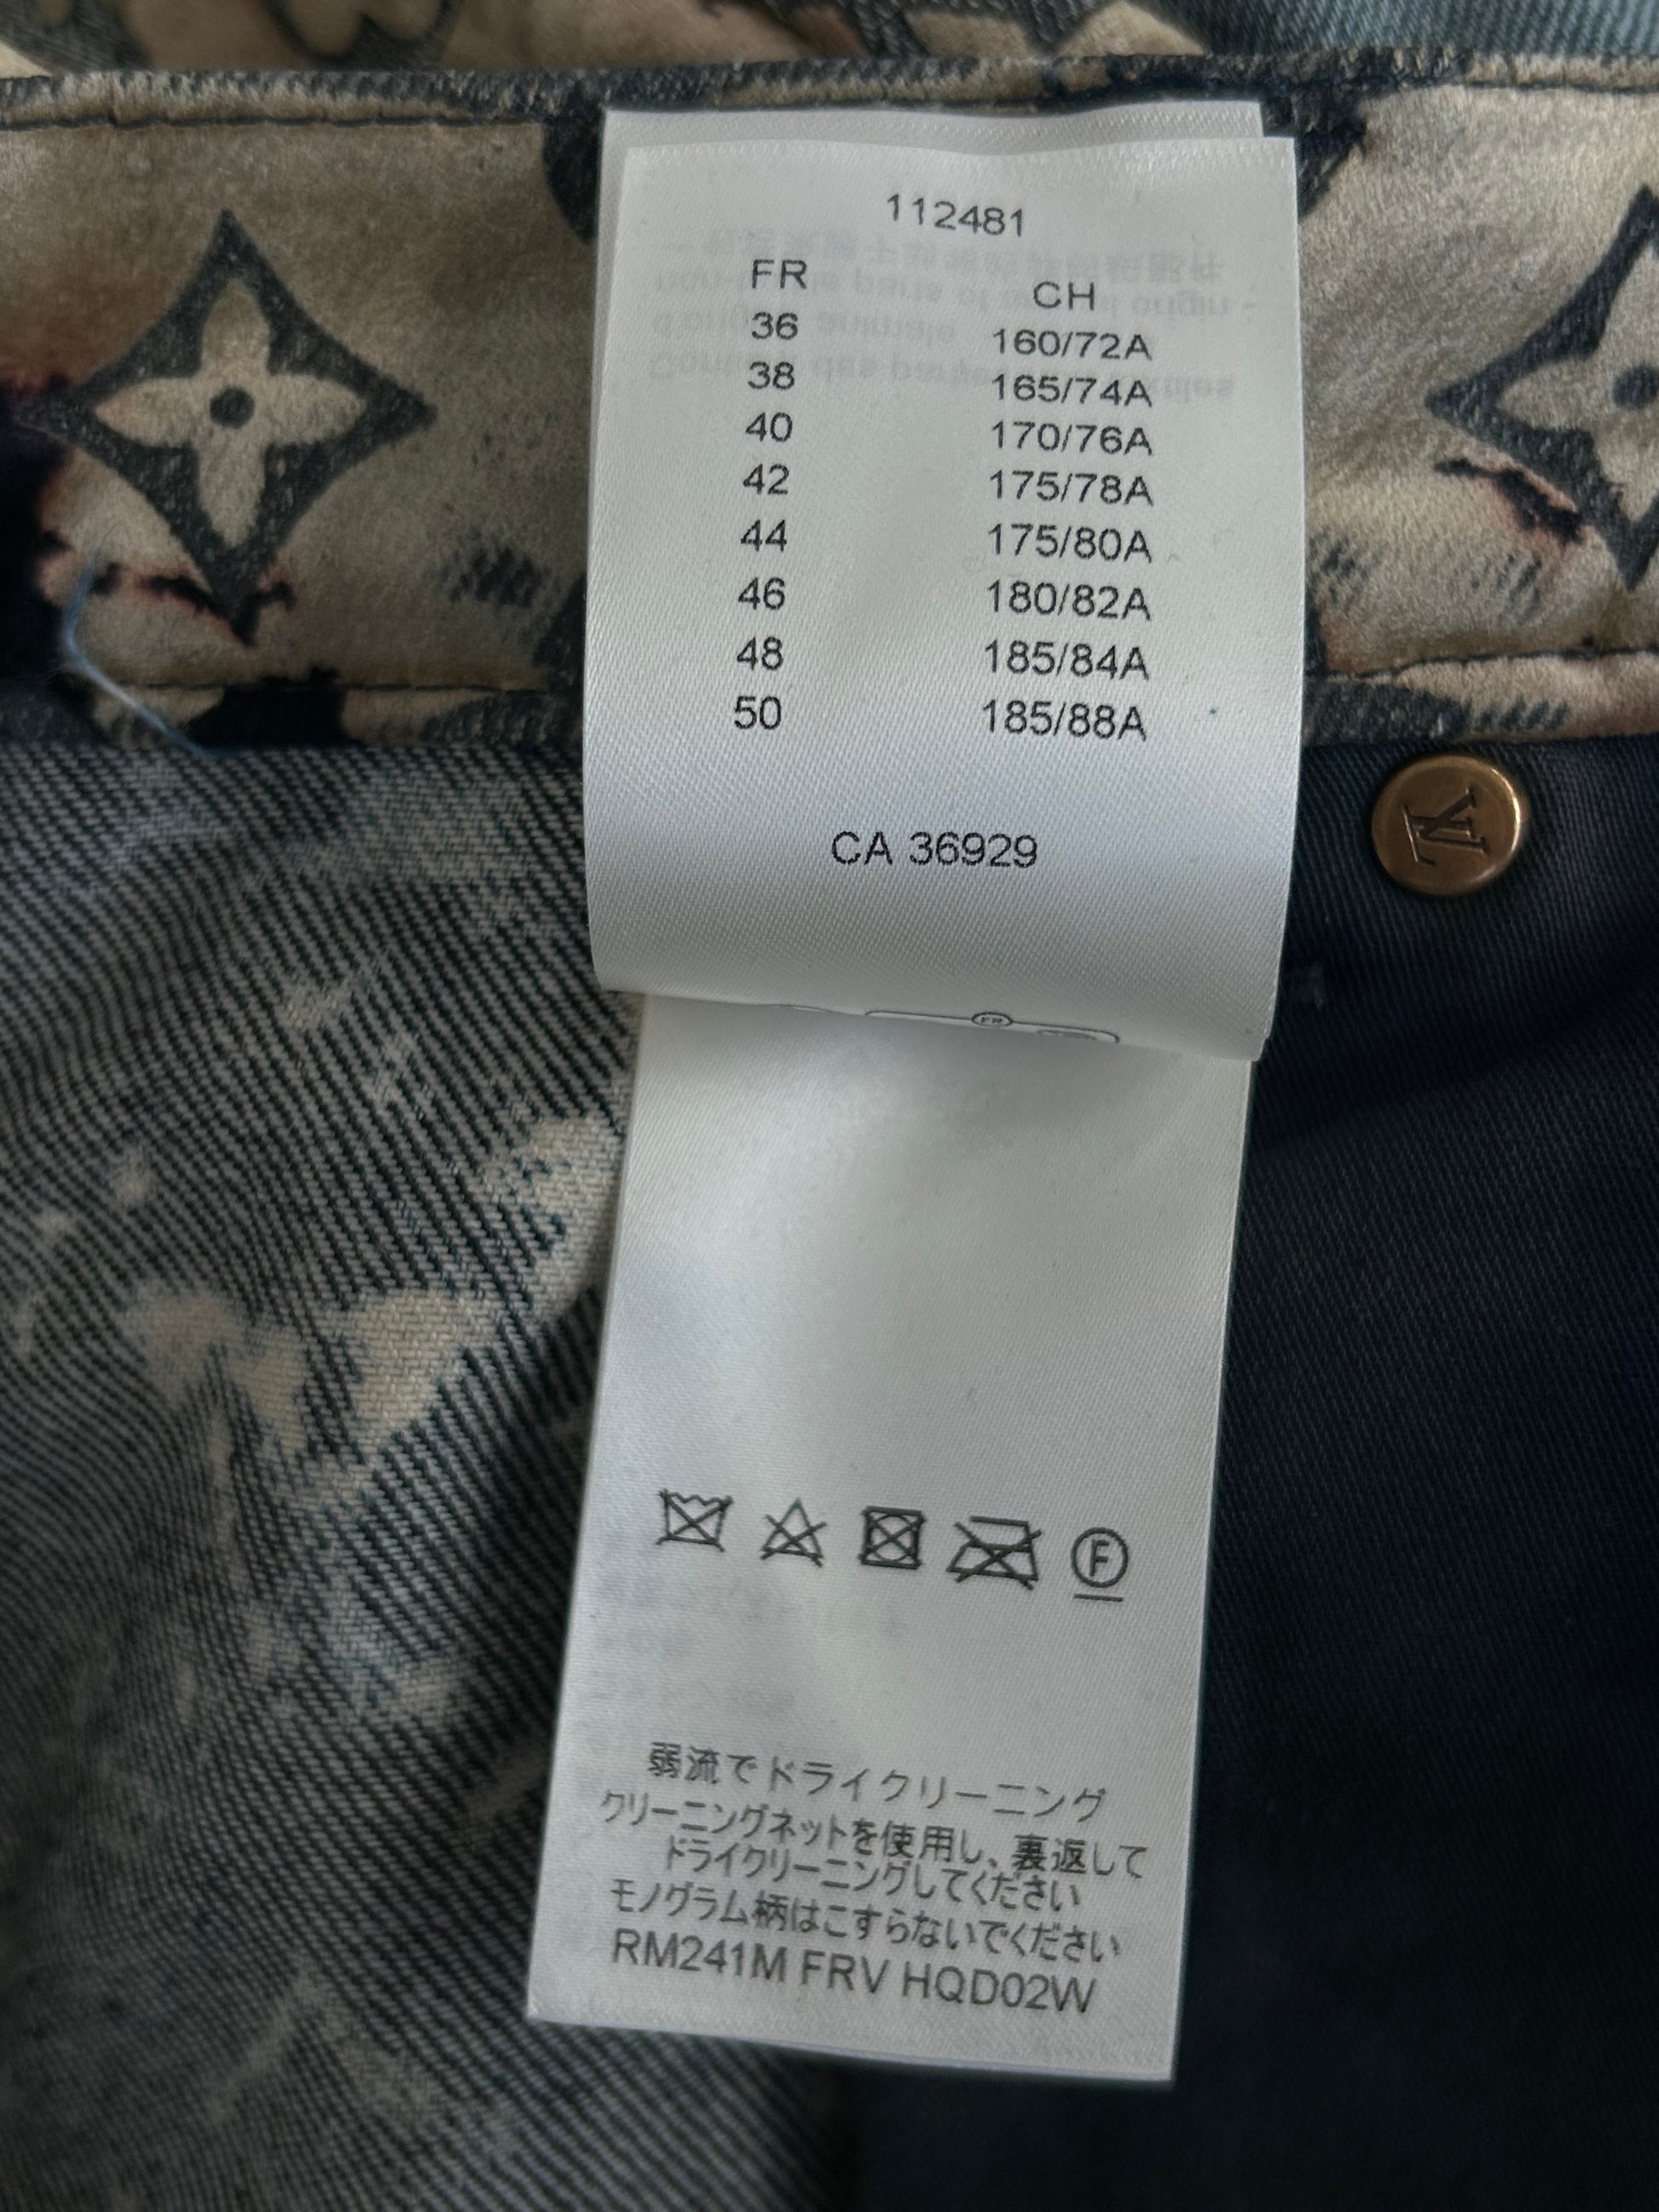 112481
FR CH
36 160/72A
38 165/74A
40 170/76A
42 175/78A
44 175/80A
46 180/82A
48 185/84A
50 185/88A
CA 36929
LV
FR
F
弱流でドライクリーニング
クリーニングネットを使用し、裏返して
ドライクリーニングしてください
モノグラム柄はこすらないでください
RM241M FRV HQD02W